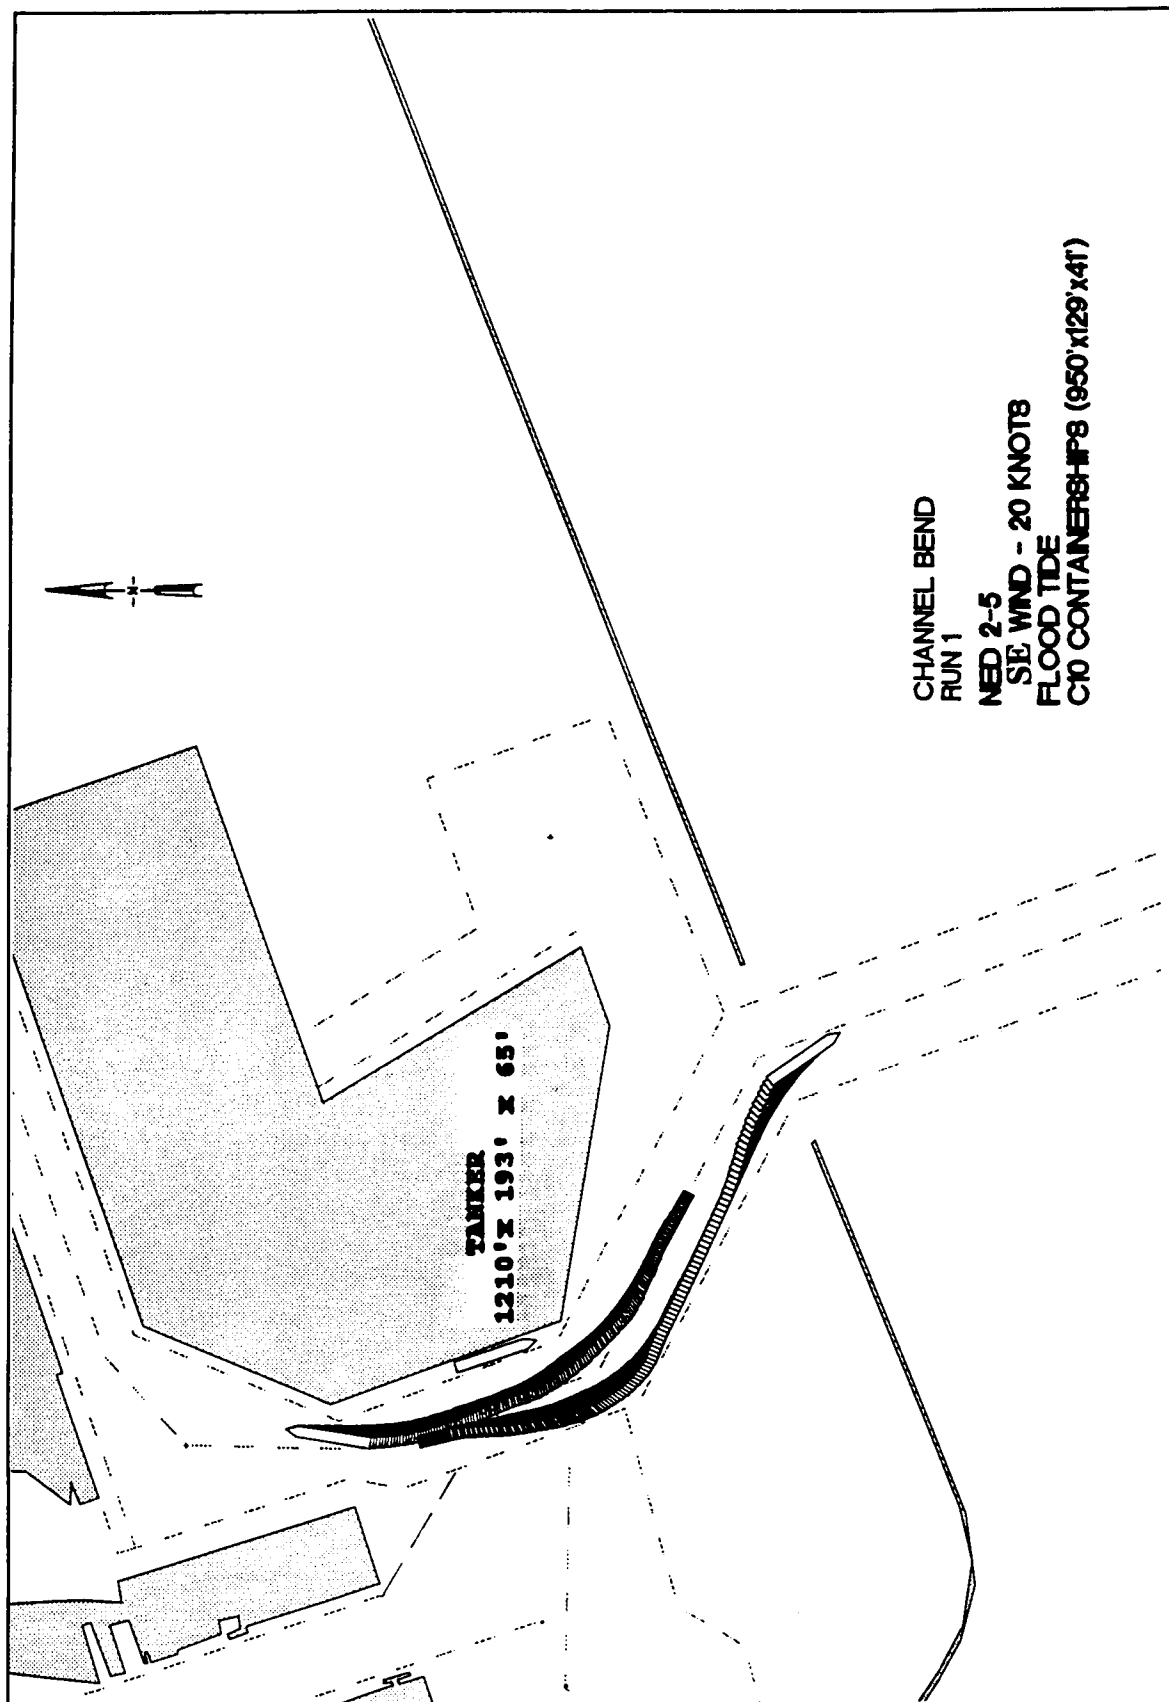 TANKER
1210'X 193' X 65'
CHANNEL BEND
RUN 1
NED 2-5
SE WIND - 20 KNOTS
FLOOD TIDE
C10 CONTAINERSHIPS (950'x129'x41')
N